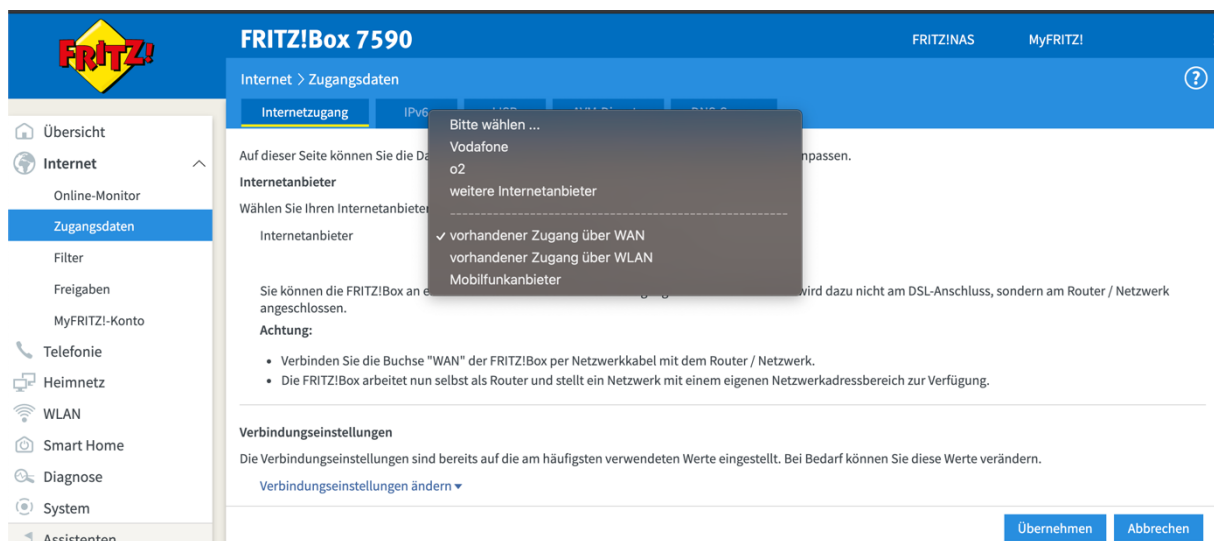 FRITZ!
FRITZ!Box 7590
FRITZ!NAS
MyFRITZ!
Internet > Zugangsdaten
?
Internetzugang
IPv6
Übersicht
Internet
Online-Monitor
Zugangsdaten
Filter
Freigaben
MyFRITZ!-Konto
Telefonie
Heimnetz
WLAN
Smart Home
Diagnose
System
Assistenten
Bitte wählen ...
Vodafone
o2
weitere Internetanbieter
-------------------------------------------------------
✓ vorhandener Zugang über WAN
vorhandener Zugang über WLAN
Mobilfunkanbieter
Auf dieser Seite können Sie die Da
npassen.
Internetanbieter
Wählen Sie Ihren Internetanbieter
Internetanbieter
Sie können die FRITZ!Box an e wird dazu nicht am DSL-Anschluss, sondern am Router / Netzwerk
angeschlossen.
Achtung:
• Verbinden Sie die Buchse "WAN" der FRITZ!Box per Netzwerkkabel mit dem Router / Netzwerk.
• Die FRITZ!Box arbeitet nun selbst als Router und stellt ein Netzwerk mit einem eigenen Netzwerkadressbereich zur Verfügung.
Verbindungseinstellungen
Die Verbindungseinstellungen sind bereits auf die am häufigsten verwendeten Werte eingestellt. Bei Bedarf können Sie diese Werte verändern.
Verbindungseinstellungen ändern ▾
Übernehmen
Abbrechen